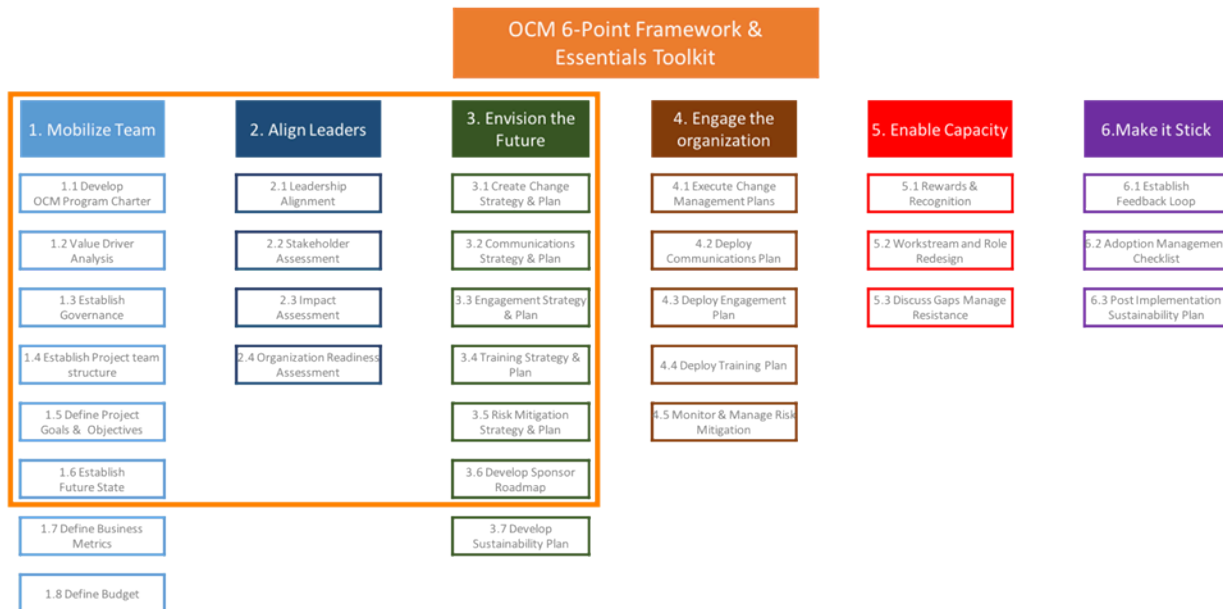 OCM 6-Point Framework &
Essentials Toolkit
1. Mobilize Team
1.1 Develop
OCM Program Charter
1.2 Value Driver
Analysis
1.3 Establish
Governance
1.4 Establish Project team
structure
1.5 Define Project
Goals & Objectives
1.6 Establish
Future State
1.7 Define Business
Metrics
1.8 Define Budget
2. Align Leaders
2.1 Leadership
Alignment
2.2 Stakeholder
Assessment
2.3 Impact
Assessment
2.4 Organization Readiness
Assessment
3. Envision the
Future
3.1 Create Change
Strategy & Plan
3.2 Communications
Strategy & Plan
3.3 Engagement Strategy
& Plan
3.4 Training Strategy &
Plan
3.5 Risk Mitigation
Strategy & Plan
3.6 Develop Sponsor
Roadmap
3.7 Develop
Sustainability Plan
4. Engage the
organization
4.1 Execute Change
Management Plans
4.2 Deploy
Communications Plan
4.3 Deploy Engagement
Plan
4.4 Deploy Training Plan
4.5 Monitor & Manage Risk
Mitigation
5. Enable Capacity
5.1 Rewards &
Recognition
5.2 Workstream and Role
Redesign
5.3 Discuss Gaps Manage
Resistance
6.Make it Stick
6.1 Establish
Feedback Loop
6.2 Adoption Management
Checklist
6.3 Post Implementation
Sustainability Plan